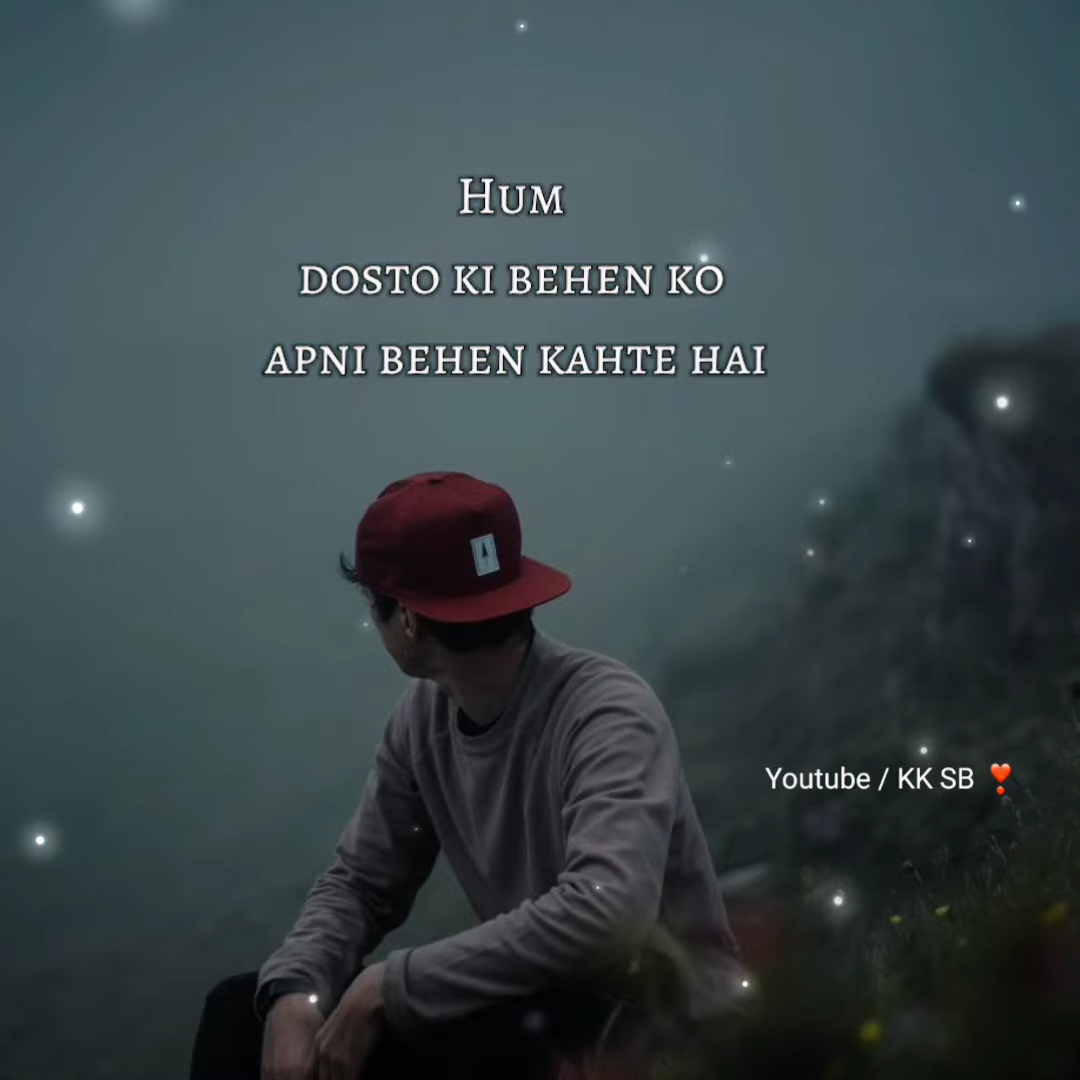 Hum
dosto ki behen ko
apni behen kahte hai
Youtube / KK SB ❣️